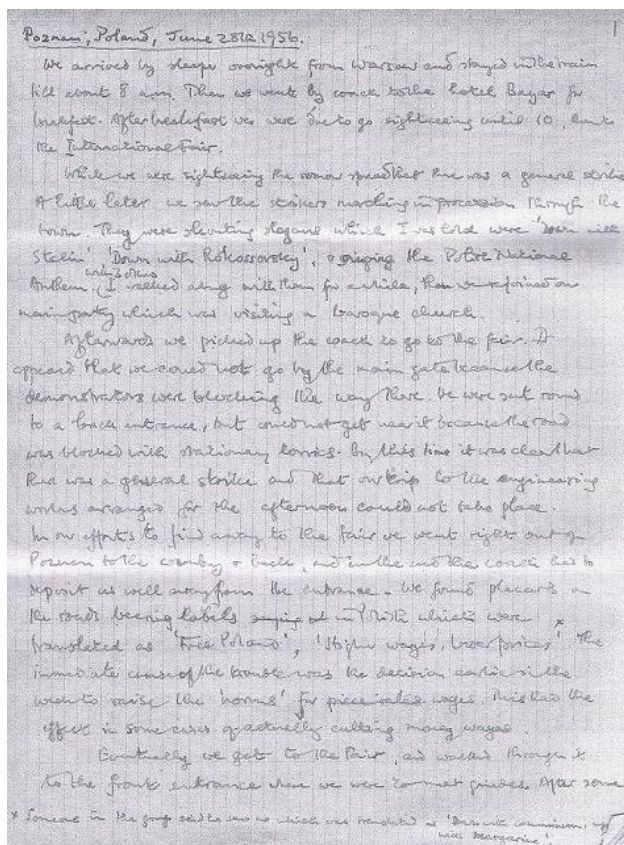 1
Poznan, Poland, June 28th 1956.
We arrived by sleeper overnight from Warsaw and stayed in the train
till about 8 a.m. Then we went by coach to the hotel Bazar for
breakfast. After breakfast we were due to go sightseeing until 10, then to
the International Fair.
While we were sightseeing the rumour spread that there was a general strike
A little later we saw the strikers marching in procession through the
town. They were shouting slogans which I was told were 'Down with
Stalin' 'Down with Rokossovsky', & singing the Polish National
with 3 others
Anthem. I walked along with them for a while, then we rejoined our
main party which was visiting a baroque church.
Afterwards we picked up the coach to go to the fair. It
appeared that we could not go by the main gate because the
demonstrators were blocking the way there. We were sent round
to a back entrance, but could not get near it because the road
was blocked with stationary lorries. By this time it was clear that
there was a general strike and that our trip to the engineering
works arranged for the afternoon could not take place.
In our efforts to find a way to the fair we went right out of
Poznan to the country & back, and in the end the coach had to
deposit us well away from the entrance. We found placards on
the roads bearing labels in Polish which were x
translated as 'Free Poland', 'Higher wages, lower prices'. The
immediate cause of the trouble was the decision earlier in the
week to raise the 'norms' for piece rates wages. This had the
effect in some cases of actually cutting money wages.
Eventually we got to the Fair, and walked through it
to the front entrance where we were to meet guides. After some
x Someone in the group said he saw which was translated as 'Down with communism, up
with Margarine'.